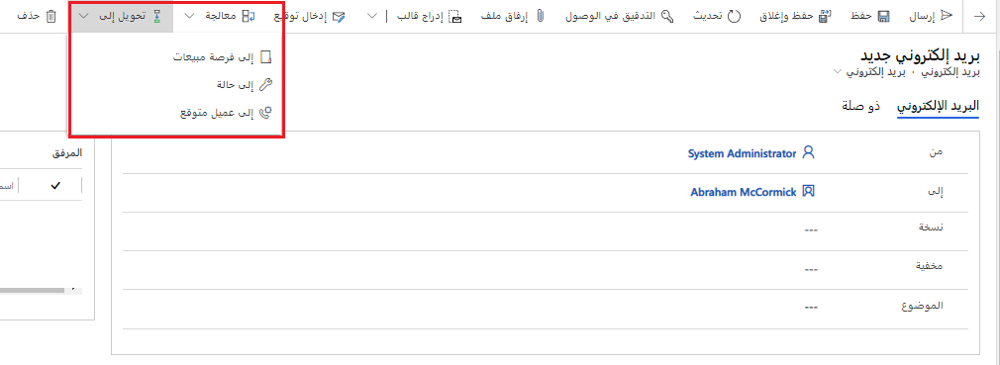 إرسال حفظ حفظ وإغلاق تحديث التدقيق في الوصول إرفاق ملف إدراج قالب إدخال توقيع معالجة تحويل إلى حذف
إلى فرصة مبيعات
إلى حالة
إلى عميل متوقع
بريد إلكتروني جديد
بريد إلكتروني · بريد إلكتروني
البريد الإلكتروني ذو صلة
من System Administrator
إلى Abraham McCormick
نسخة ---
مخفية ---
الموضوع ---
المرفق